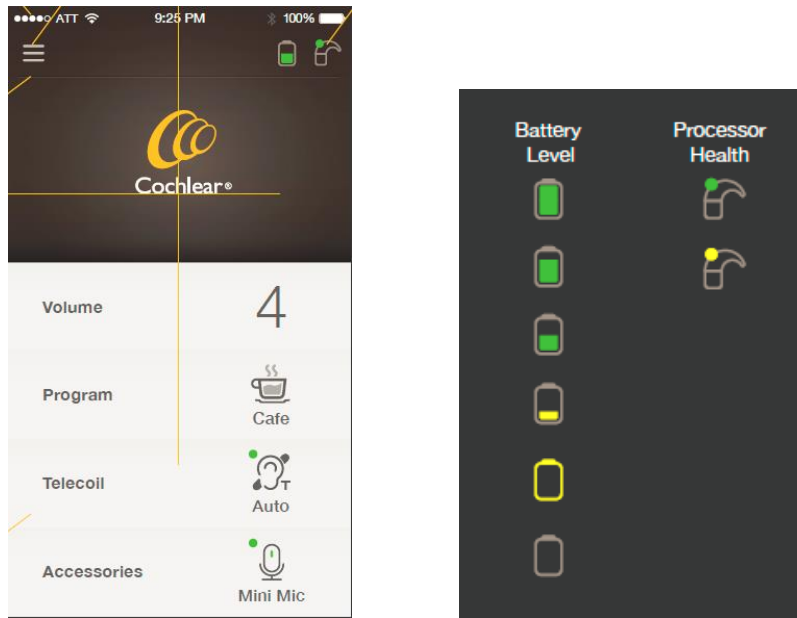 ATT 9:25 PM 100%
Cochlear®
Volume 4
Program
Cafe
Telecoil
T
Auto
Accessories
Mini Mic
Battery Level
Processor Health